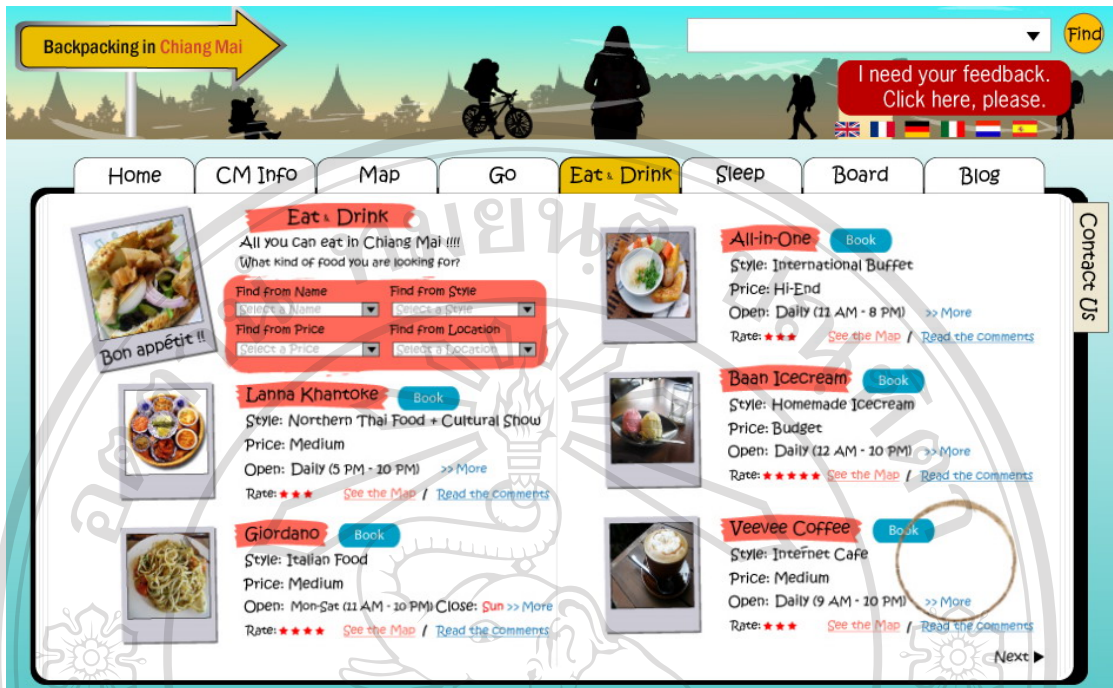 Backpacking in Chiang Mai
Find
I need your feedback.
Click here, please.
Home
CM Info
Map
Go
Eat & Drink
Sleep
Board
Blog
Contact Us
Bon appétit !!
Eat & Drink
All you can eat in Chiang Mai !!!!
What kind of food you are looking for?
Find from Name
Find from Style
Select a Name
Select a Style
Find from Price
Find from Location
Select a Price
Select a Location
Lanna Khantoke
Book
Style: Northern Thai Food + Cultural Show
Price: Medium
Open: Daily (5 PM - 10 PM) >> More
Rate: ★★★ See the Map / Read the comments
Giordano
Book
Style: Italian Food
Price: Medium
Open: Mon-Sat (11 AM - 10 PM) Close: Sun >> More
Rate: ★★★★ See the Map / Read the comments
All-in-One
Book
Style: International Buffet
Price: Hi-End
Open: Daily (11 AM - 8 PM) >> More
Rate: ★★★ See the Map / Read the comments
Baan Icecream
Book
Style: Homemade Icecream
Price: Budget
Open: Daily (12 AM - 10 PM) >> More
Rate: ★★★★★ See the Map / Read the comments
Veevee Coffee
Book
Style: Internet Cafe
Price: Medium
Open: Daily (9 AM - 10 PM) >> More
Rate: ★★★ See the Map / Read the comments
Next ▶